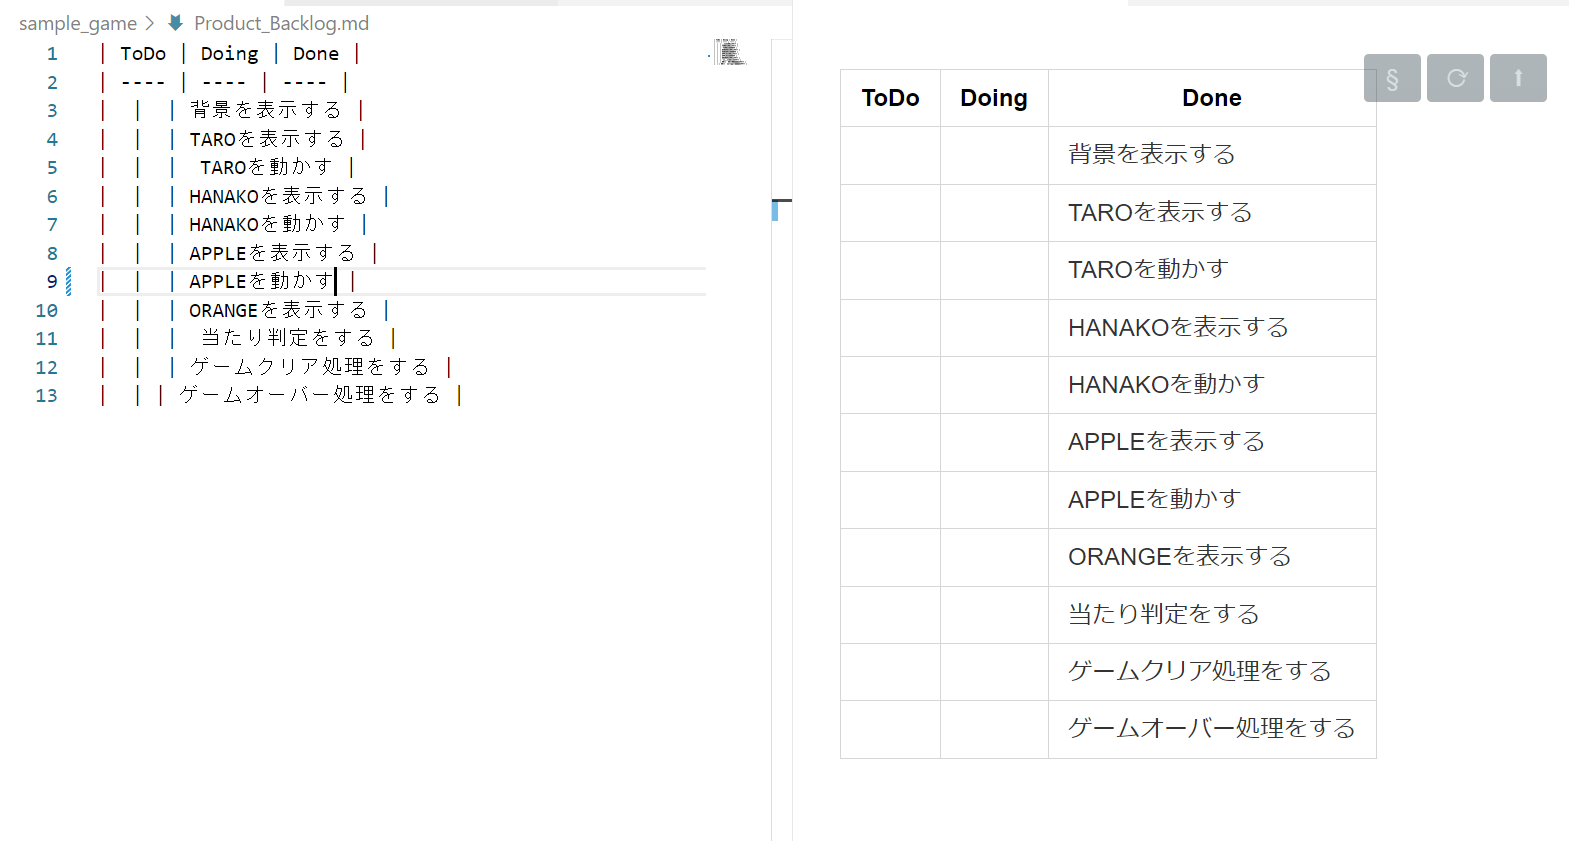 sample_game > Product_Backlog.md
1 | ToDo | Doing | Done |
2 | ---- | ---- | ---- |
3 | | | 背景を表示する |
4 | | | TAROを表示する |
5 | | | TAROを動かす |
6 | | | HANAKOを表示する |
7 | | | HANAKOを動かす |
8 | | | APPLEを表示する |
9 | | | APPLEを動かす |
10 | | | ORANGEを表示する |
11 | | | 当たり判定をする |
12 | | | ゲームクリア処理をする |
13 | | | ゲームオーバー処理をする |
§ ⟳ ⬆
ToDo Doing Done
背景を表示する
TAROを表示する
TAROを動かす
HANAKOを表示する
HANAKOを動かす
APPLEを表示する
APPLEを動かす
ORANGEを表示する
当たり判定をする
ゲームクリア処理をする
ゲームオーバー処理をする